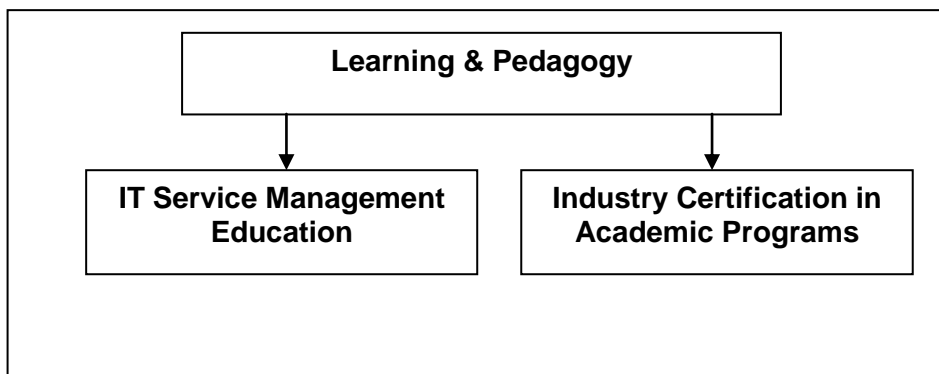 Learning & Pedagogy
IT Service Management
Education
Industry Certification in
Academic Programs